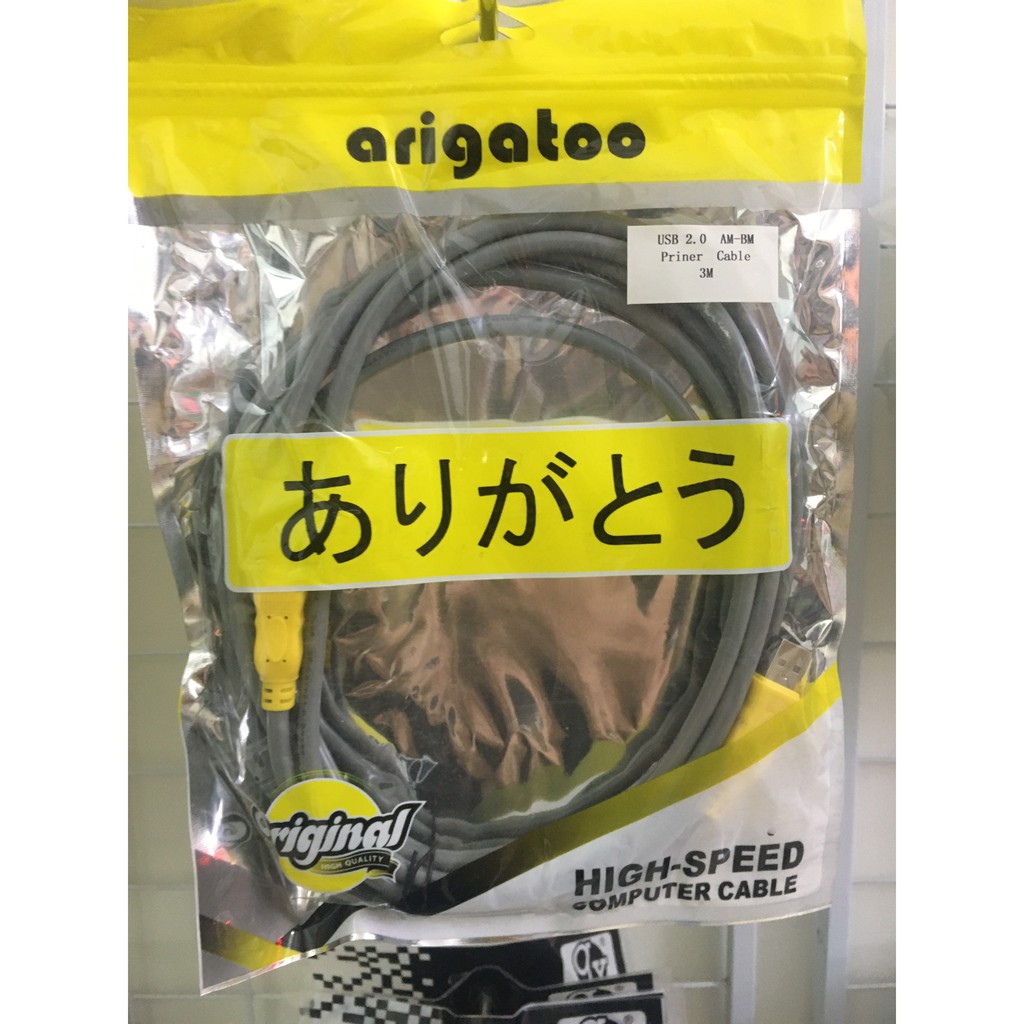 arigatoo
USB 2.0 AM-BM
Priner Cable
3M
ありがとう
Original
HIGH QUALITY
HIGH-SPEED
COMPUTER CABLE